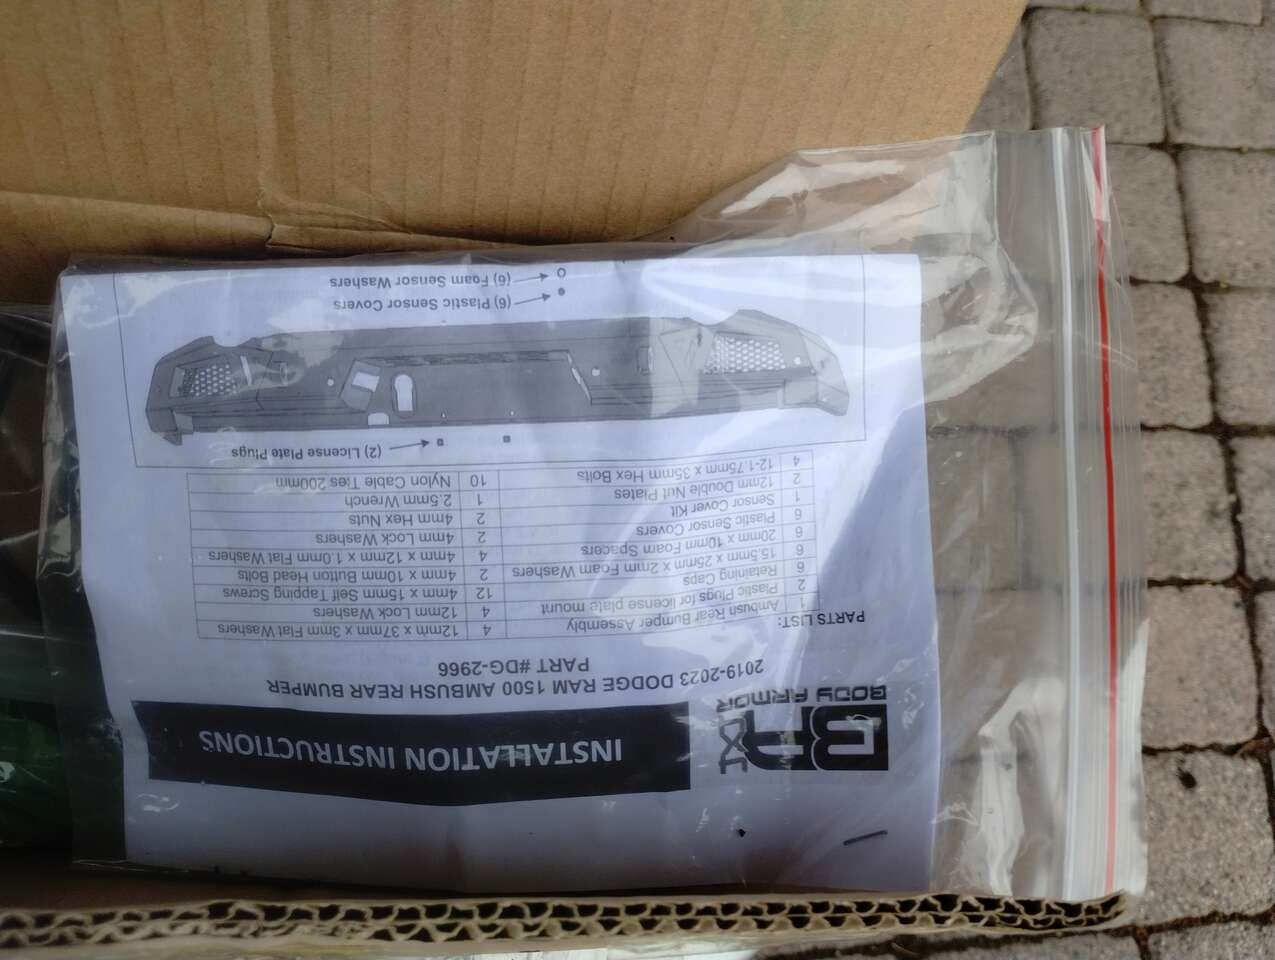 BA 4X4
BODY ARMOR
INSTALLATION INSTRUCTIONS
2019-2023 DODGE RAM 1500 AMBUSH REAR BUMPER
PART #DG-2966
PARTS LIST:
1 Ambush Rear Bumper Assembly 4 12mm x 37mm x 3mm Flat Washers
2 Plastic Plugs for license plate mount 4 12mm Lock Washers
6 Retaining Caps 12 4mm x 15mm Self Tapping Screws
6 15.5mm x 25mm x 2mm Foam Washers 2 4mm x 10mm Button Head Bolts
6 20mm x 10mm Foam Spacers 4 4mm x 12mm x 1.0mm Flat Washers
6 Plastic Sensor Covers 2 4mm Lock Washers
1 Sensor Cover Kit 2 4mm Hex Nuts
2 12mm Double Nut Plates 1 2.5mm Wrench
4 12-1.75mm x 35mm Hex Bolts 10 Nylon Cable Ties 200mm
(2) License Plate Plugs
(6) Plastic Sensor Covers
(6) Foam Sensor Washers